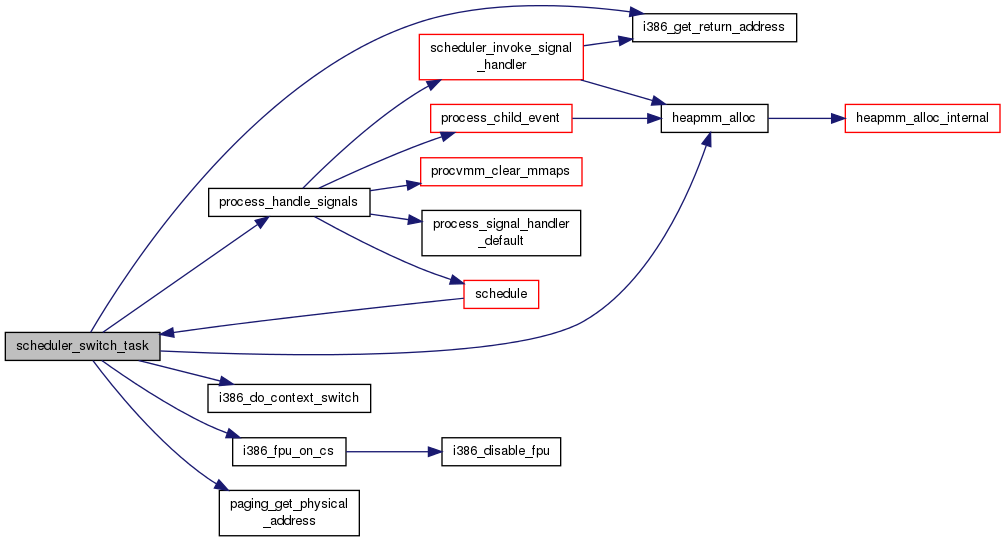 i386_get_return_address
scheduler_invoke_signal
_handler
process_child_event
heapmm_alloc
heapmm_alloc_internal
procvmm_clear_mmaps
process_handle_signals
process_signal_handler
_default
schedule
scheduler_switch_task
i386_do_context_switch
i386_fpu_on_cs
i386_disable_fpu
paging_get_physical
_address